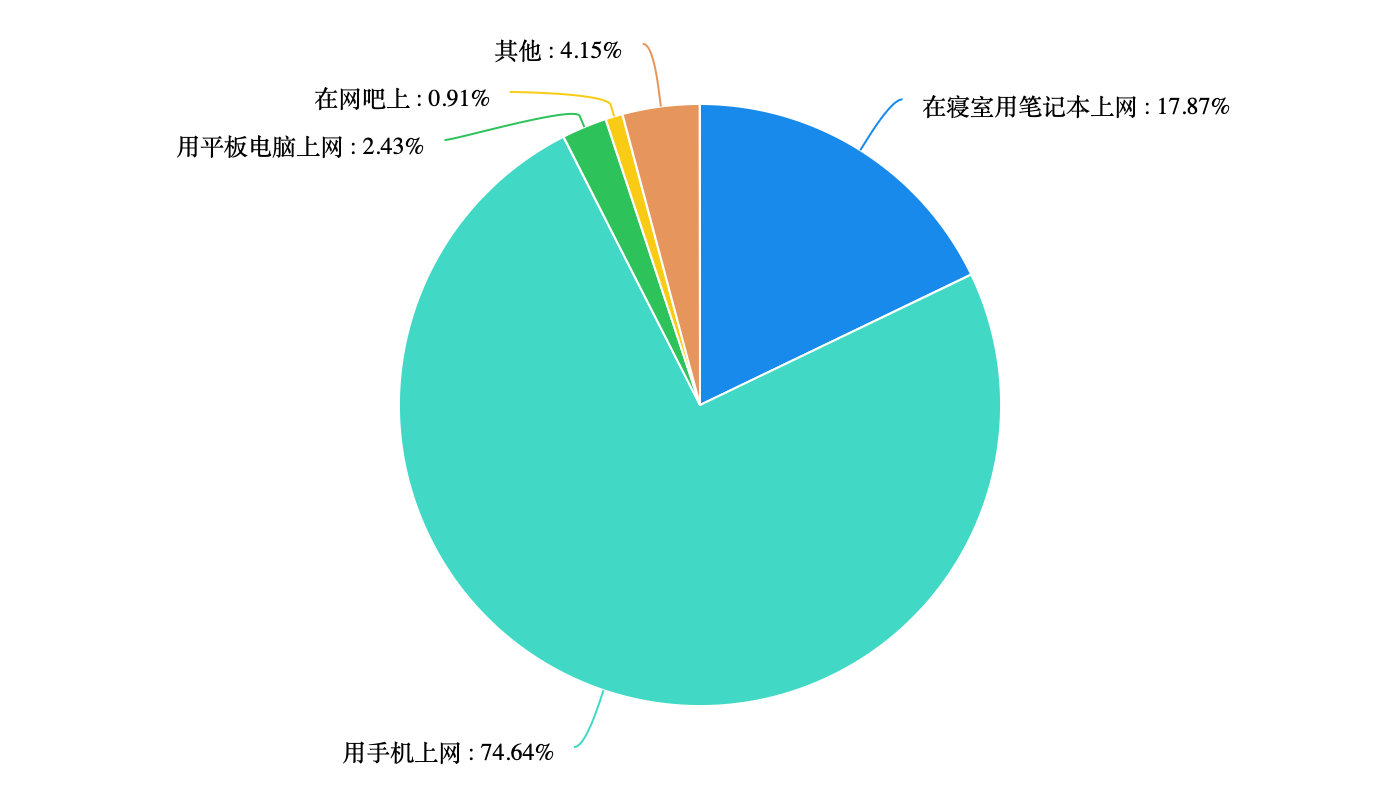 其他 : 4.15%
在网吧上 : 0.91%
在寝室用笔记本上网 : 17.87%
用平板电脑上网 : 2.43%
用手机上网 : 74.64%